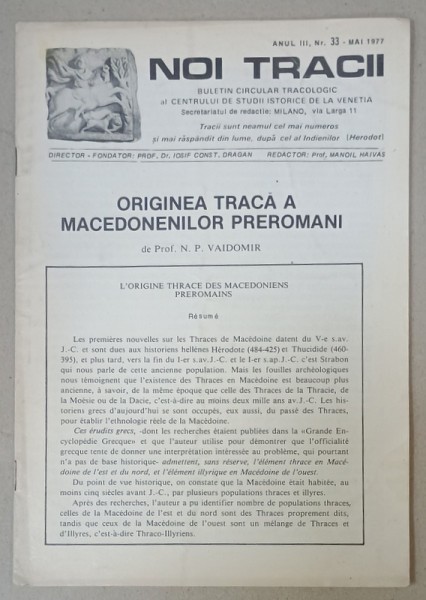 ANUL III, Nr. 33 - MAI 1977
NOI TRACII
BULETIN CIRCULAR TRACOLOGIC
al CENTRULUI DE STUDII ISTORICE DE LA VENETIA
Secretariatul de redactie: MILANO, via Larga 11
Tracii sunt neamul cel mai numeros
și mai răspândit din lume, după cel al Indienilor (Herodot)
DIRECTOR - FONDATOR: PROF. Dr. IOSIF CONST. DRAGAN REDACTOR: Prof. MANOIL HAIVAS
ORIGINEA TRACĂ A
MACEDONENILOR PREROMANI
de Prof. N. P. VAIDOMIR
L'ORIGINE THRACE DES MACEDONIENS
PREROMAINS
Résumé
Les premières nouvelles sur les Thraces de Macédoine datent du V-e s.av.
J.-C. et sont dues aux historiens hellènes Hérodote (484-425) et Thucidide (460-
395), et plus tard, vers la fin du I-er s.av.J.-C. et le I-er s.ap.J.-C. c'est Strabon
qui nous parle de cette ancienne population. Mais les fouilles archéologiques
nous témoignent que l'existence des Thraces en Macédoine est beaucoup plus
ancienne, à savoir, de la même époque que celle des Thraces de la Thracie, de
la Moèsie ou de la Dacie, c'est-à-dire au moins deux mille ans av.J.-C. Les his-
toriens grecs d'aujourd'hui se sont occupés, eux aussi, du passé des Thraces,
pour établir l'ethnologie réele de la Macédoine.
Ces érudits grecs, -dont les recherches étaient publiées dans la «Grande En-
cyclopédie Grecque» et que l'auteur utilise pour démontrer que l'officialité
grecque tente de donner une interprétation intéressée au problème, qui pourtant
n'a pas de base historique- admettent, sans réserve, l'élément thrace en Macé-
doine de l'est et du nord, et l'élément illyrique en Macédoine de l'ouest.
Du point de vue historique, on constate que la Macédoine était habitée, au
moins cinq siècles avant J.-C., par plusieurs populations thraces et illyres.
Après des recherches, l'auteur a pu identifier nombre de populations thraces,
celles de la Macedoine de l'est et du nord sont des Thraces proprement dits,
tandis que ceux de la Macédoine de l'ouest sont un mélange de Thraces et
d'Illyres, c'est-à-dire Thraco-Illyriens.